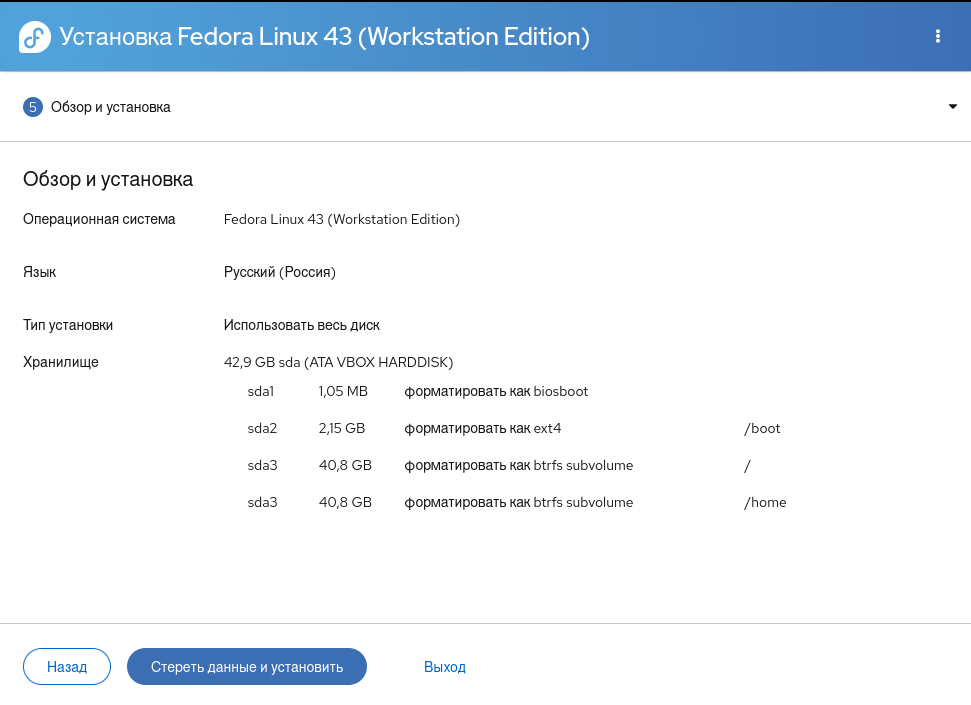 Установка Fedora Linux 43 (Workstation Edition)
5 Обзор и установка
Обзор и установка
Операционная система Fedora Linux 43 (Workstation Edition)
Язык Русский (Россия)
Тип установки Использовать весь диск
Хранилище 42,9 GB sda (ATA VBOX HARDDISK)
sda1 1,05 MB форматировать как biosboot
sda2 2,15 GB форматировать как ext4 /boot
sda3 40,8 GB форматировать как btrfs subvolume /
sda3 40,8 GB форматировать как btrfs subvolume /home
Назад Стереть данные и установить Выход